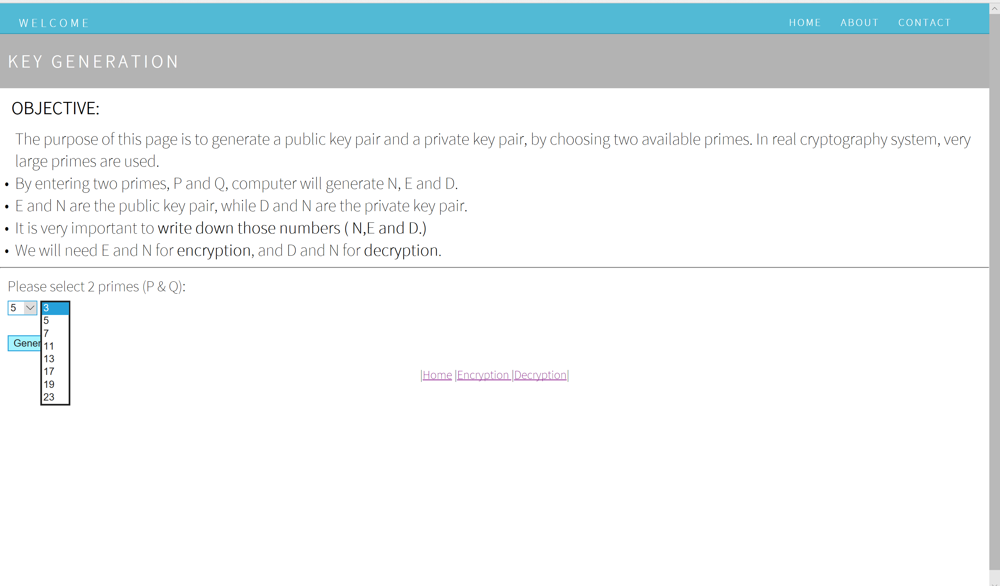 WELCOME
HOME ABOUT CONTACT
KEY GENERATION
OBJECTIVE:
The purpose of this page is to generate a public key pair and a private key pair, by choosing two available primes. In real cryptography system, very
large primes are used.
• By entering two primes, P and Q, computer will generate N, E and D.
• E and N are the public key pair, while D and N are the private key pair.
• It is very important to write down those numbers ( N,E and D.)
• We will need E and N for encryption, and D and N for decryption.
Please select 2 primes (P & Q):
5 3
5
7
Gener
11
13
17
19
23
|Home |Encryption |Decryption|